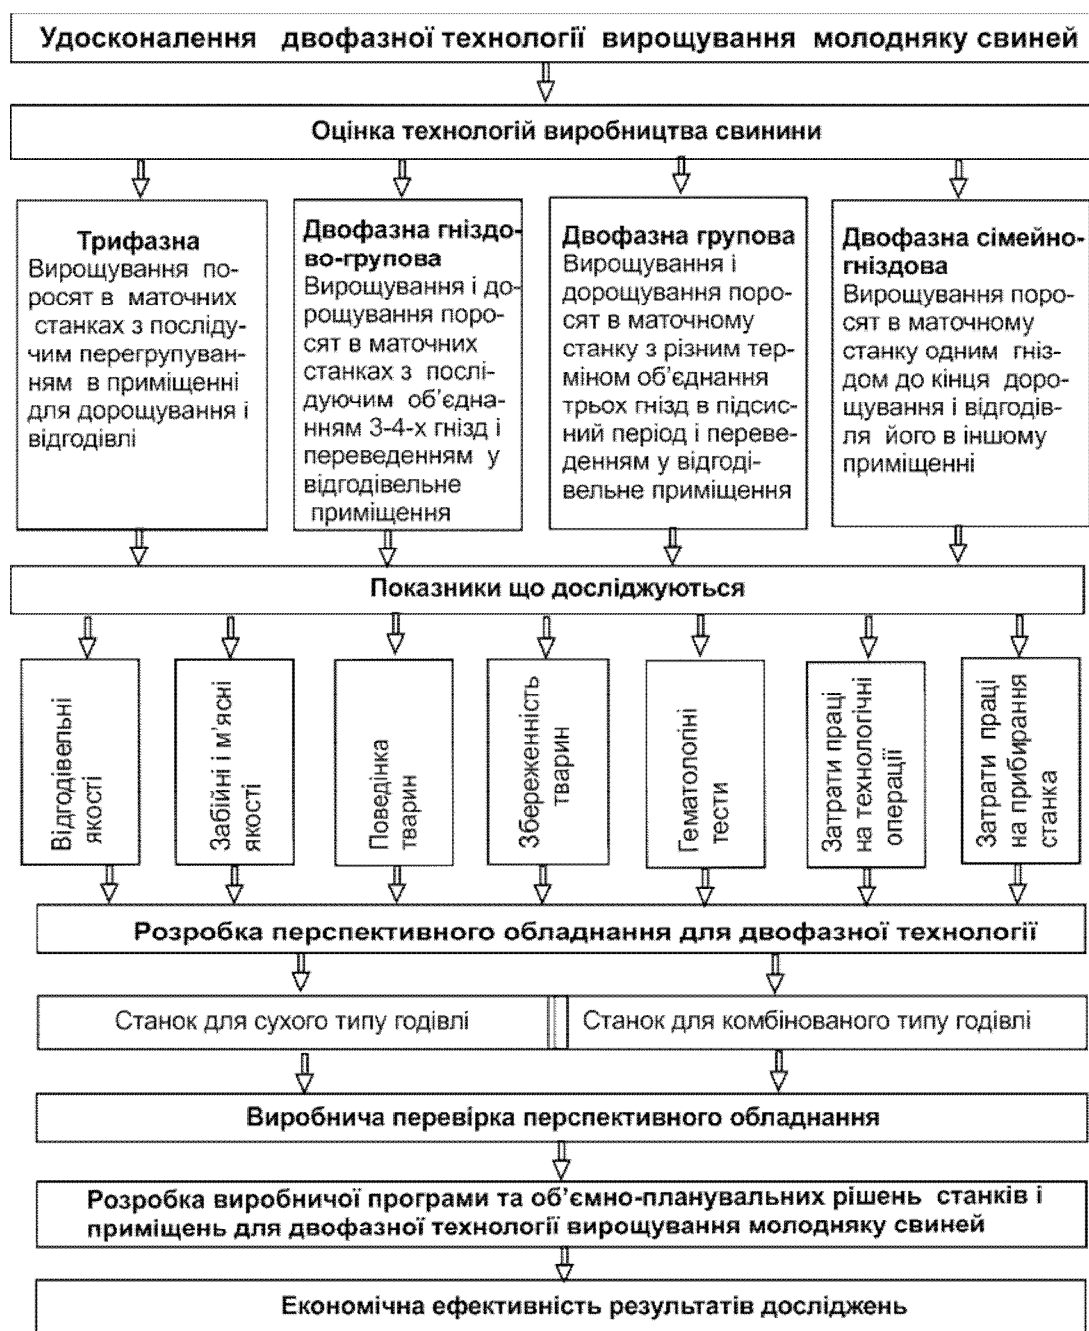 Удосконалення двофазної технології вирощування молодняку свиней
Оцінка технологій виробництва свинини
Трифазна
Вирощування по-
росят в маточних
станках з посліду-
чим перегрупуван-
ням в приміщенні
для дорощування і
відгодівлі
Двофазна гніздо-
во-групова
Вирощування і до-
рощування поро-
сят в маточних
станках з послі-
дуючим об'єдна-
нням 3-4-х гнізд і
переведенням у
відгодівельне
приміщення
Двофазна групова
Вирощування і
дорощування поро-
сят в маточному
станку з різним тер-
міном об'єднання
трьох гнізд в підсис-
ний період і переве-
денням у відгоді-
вельне приміщення
Двофазна сімейно-
гніздова
Вирощування поро-
сят в маточному
станку одним гніз-
дом до кінця доро-
щування і відгодів-
ля його в іншому
приміщенні
Показники що досліджуються
Відгодівельні
якості
Забійні і м'ясні
якості
Поведінка
тварин
Збереженність
тварин
Гематологіні
тести
Затрати праці
на технологічні
операції
Затрати праці
на прибирання
станка
Розробка перспективного обладнання для двофазної технології
Станок для сухого типу годівлі
Станок для комбінованого типу годівлі
Виробнича перевірка перспективного обладнання
Розробка виробничої програми та об'ємно-планувальних рішень станків і
приміщень для двофазної технології вирощування молодняку свиней
Економічна ефективність результатів досліджень